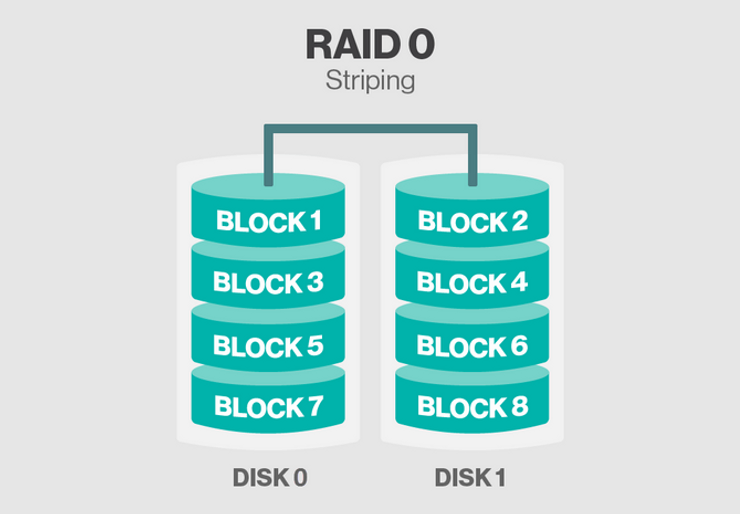 RAID 0
Striping
BLOCK 1
BLOCK 2
BLOCK 3
BLOCK 4
BLOCK 5
BLOCK 6
BLOCK 7
BLOCK 8
DISK 0
DISK 1